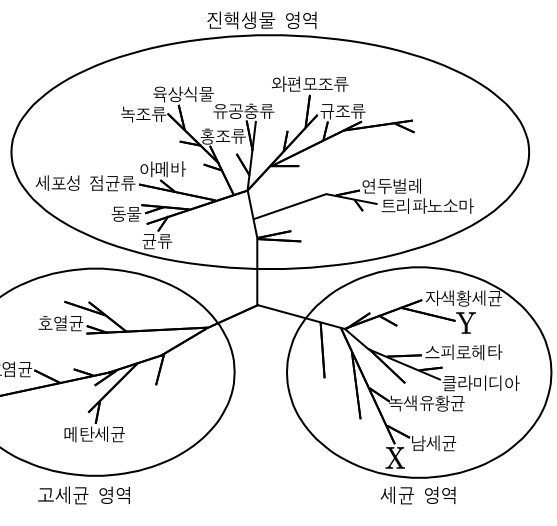 진핵생물 영역
와편모조류
육상식물
유공충류
규조류
녹조류
홍조류
아메바
세포성 점균류
연두벌레
트리파노소마
동물
균류
자색황세균
Y
호열균
스피로헤타
염균
클라미디아
녹색유황균
메탄세균
남세균
X
고세균 영역
세균 영역